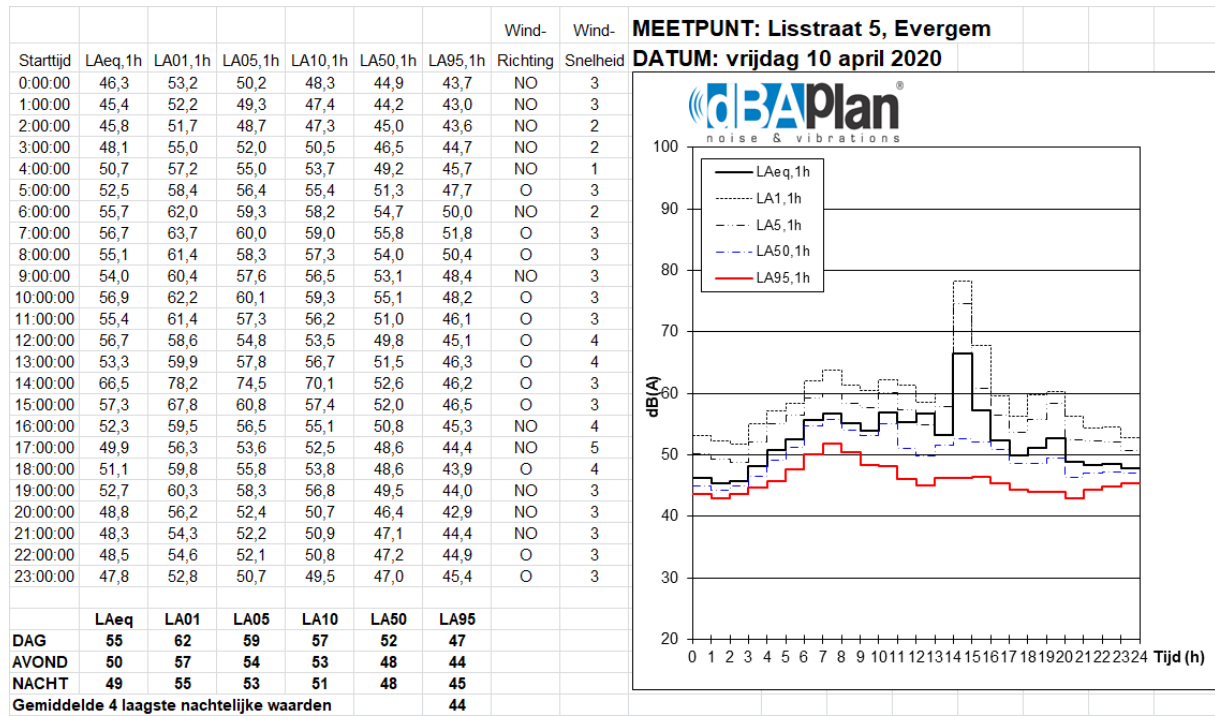 Wind- Wind- MEETPUNT: Lisstraat 5, Evergem
Starttijd LAeq,1h LA01,1h LA05,1h LA10,1h LA50,1h LA95,1h Richting Snelheid DATUM: vrijdag 10 april 2020
0:00:00 46,3 53,2 50,2 48,3 44,9 43,7 NO 3
1:00:00 45,4 52,2 49,3 47,4 44,2 43,0 NO 3
2:00:00 45,8 51,7 48,7 47,3 45,0 43,6 NO 2
3:00:00 48,1 55,0 52,0 50,5 46,5 44,7 NO 2
4:00:00 50,7 57,2 55,0 53,7 49,2 45,7 NO 1
5:00:00 52,5 58,4 56,4 55,4 51,3 47,7 O 3
6:00:00 55,7 62,0 59,3 58,2 54,7 50,0 NO 2
7:00:00 56,7 63,7 60,0 59,0 55,8 51,8 O 3
8:00:00 55,1 61,4 58,3 57,3 54,0 50,4 O 3
9:00:00 54,0 60,4 57,6 56,5 53,1 48,4 NO 3
10:00:00 56,9 62,2 60,1 59,3 55,1 48,2 O 3
11:00:00 55,4 61,4 57,3 56,2 51,0 46,1 O 3
12:00:00 56,7 58,6 54,8 53,5 49,8 45,1 O 4
13:00:00 53,3 59,9 57,8 56,7 51,5 46,3 O 4
14:00:00 66,5 78,2 74,5 70,1 52,6 46,2 O 3
15:00:00 57,3 67,8 60,8 57,4 52,0 46,5 O 3
16:00:00 52,3 59,5 56,5 55,1 50,8 45,3 NO 4
17:00:00 49,9 56,3 53,6 52,5 48,6 44,4 NO 5
18:00:00 51,1 59,8 55,8 53,8 48,6 43,9 O 4
19:00:00 52,7 60,3 58,3 56,8 49,5 44,0 NO 3
20:00:00 48,8 56,2 52,4 50,7 46,4 42,9 NO 3
21:00:00 48,3 54,3 52,2 50,9 47,1 44,4 NO 3
22:00:00 48,5 54,6 52,1 50,8 47,2 44,9 O 3
23:00:00 47,8 52,8 50,7 49,5 47,0 45,4 O 3
LAeq LA01 LA05 LA10 LA50 LA95
DAG 55 62 59 57 52 47
AVOND 50 57 54 53 48 44
NACHT 49 55 53 51 48 45
Gemiddelde 4 laagste nachtelijke waarden 44
dBAPlan®
noise & vibrations
LAeq,1h
LA1,1h
LA5,1h
LA50,1h
LA95,1h
100
90
80
70
60
50
40
30
20
dB(A)
0 1 2 3 4 5 6 7 8 9 10 11 12 13 14 15 16 17 18 19 20 21 22 23 24 Tijd (h)